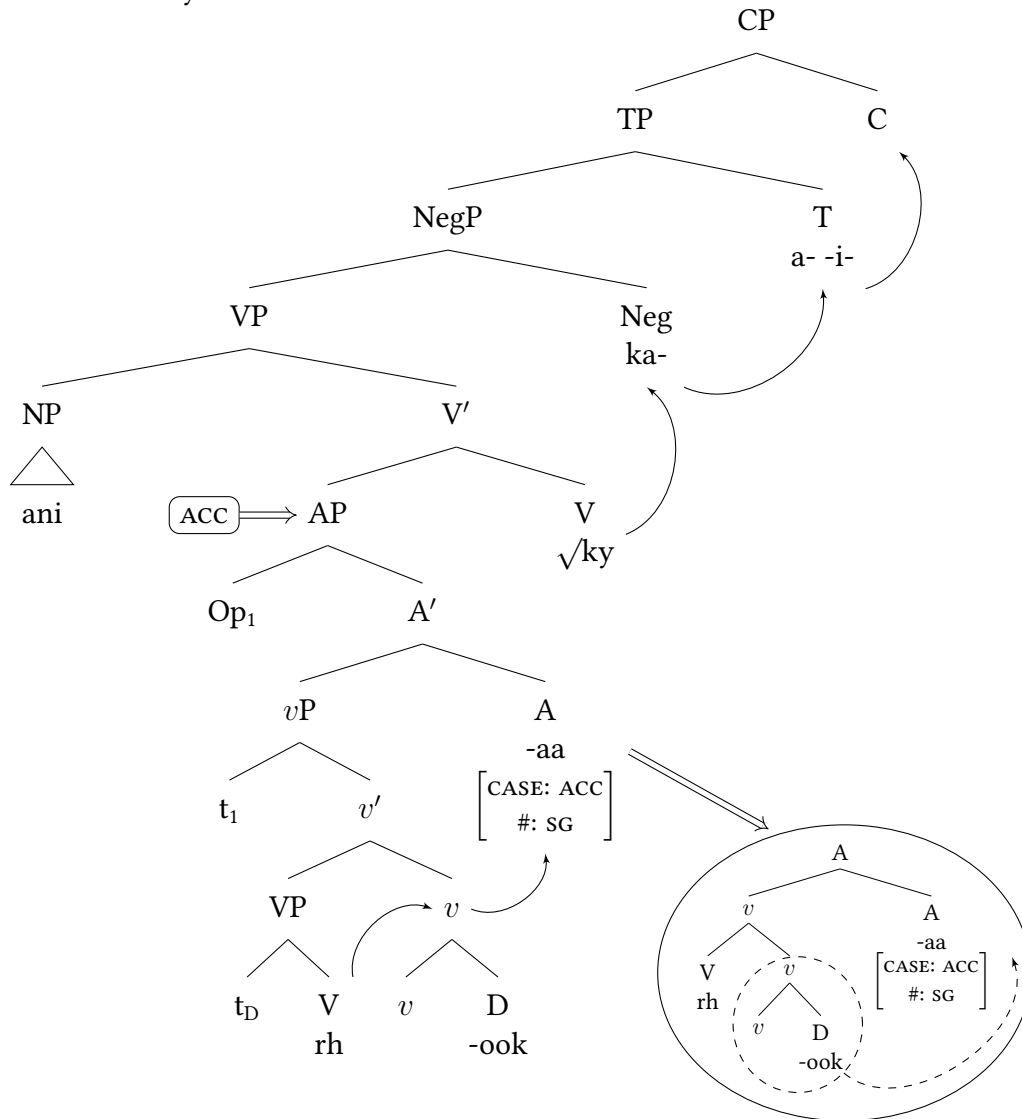 CP
TP C
NegP T
a- -i-
VP Neg
ka-
NP V′
ani ACC AP V
√ky
Op₁ A′
vP A
-aa
[CASE: ACC
#: SG]
t₁ v′
VP v
t_D V v D
rh -ook
A
v A
-aa
V v [CASE: ACC
rh #: SG]
v D
-ook